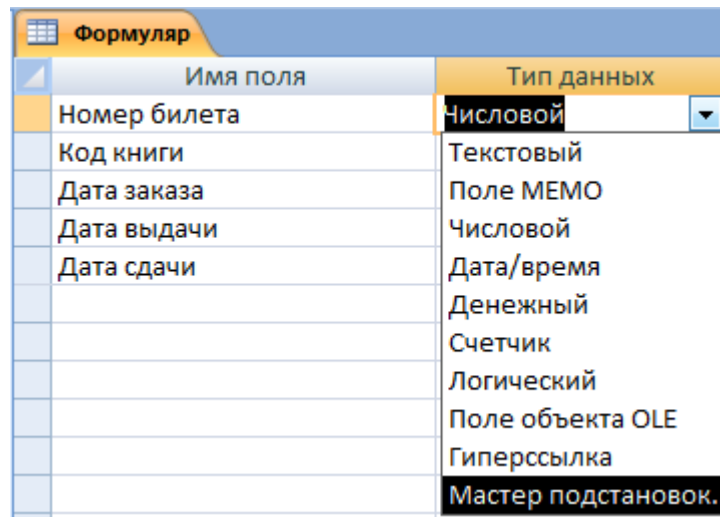 Формуляр
Имя поля Тип данных
Номер билета Числовой
Код книги Текстовый
Дата заказа Поле МЕМО
Дата выдачи Числовой
Дата сдачи Дата/время
Денежный
Счетчик
Логический
Поле объекта OLE
Гиперссылка
Мастер подстановок.